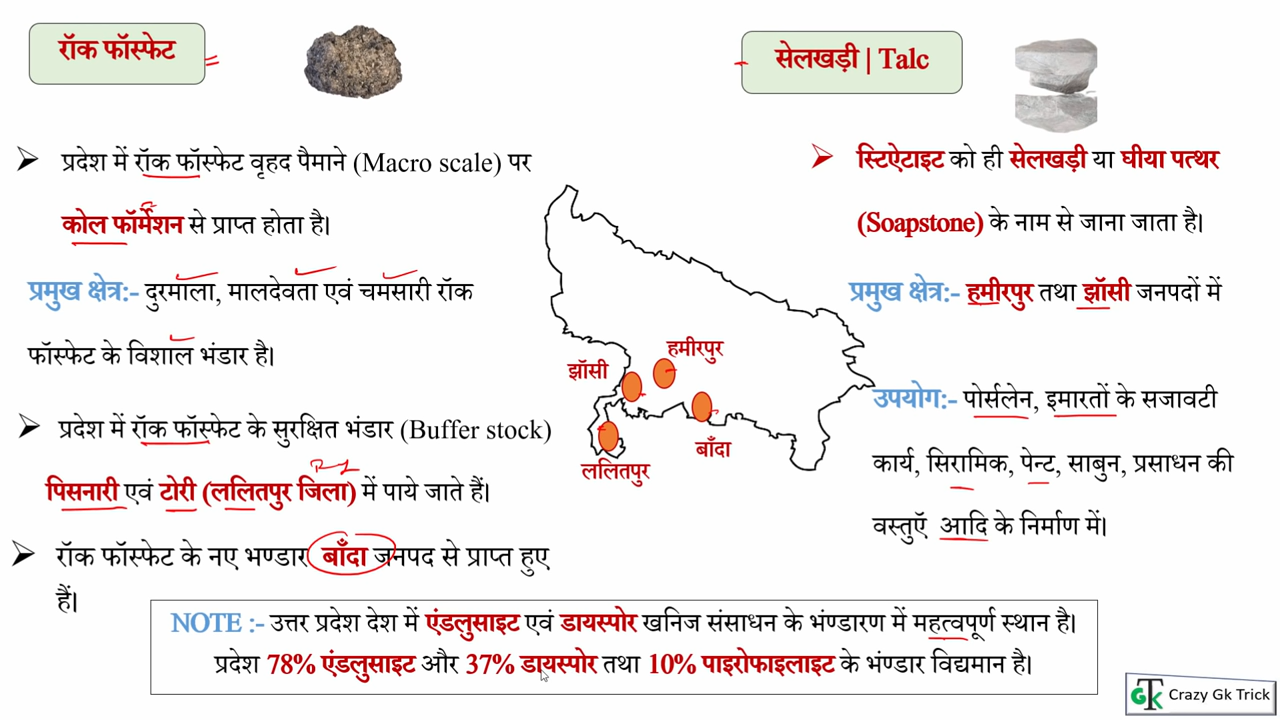 रॉक फॉस्फेट
प्रदेश में रॉक फॉस्फेट वृहद पैमाने (Macro scale) पर
कोल फॉर्मेशन से प्राप्त होता है।
प्रमुख क्षेत्र:- दुरमाला, मालदेवता एवं चमसारी रॉक
फॉस्फेट के विशाल भंडार है।
प्रदेश में रॉक फॉस्फेट के सुरक्षित भंडार (Buffer stock)
पिसनारी एवं टोरी (ललितपुर जिला) में पाये जाते हैं।
रॉक फॉस्फेट के नए भण्डार बाँदा जनपद से प्राप्त हुए
हैं।
झाँसी
हमीरपुर
बाँदा
ललितपुर
सेलखड़ी | Talc
स्टिऐटाइट को ही सेलखड़ी या घीया पत्थर
(Soapstone) के नाम से जाना जाता है।
प्रमुख क्षेत्र:- हमीरपुर तथा झाँसी जनपदों में
उपयोग:- पोर्सलेन, इमारतों के सजावटी
कार्य, सिरामिक, पेन्ट, साबुन, प्रसाधन की
वस्तुएँ आदि के निर्माण में।
NOTE :- उत्तर प्रदेश देश में एंडलुसाइट एवं डायस्पोर खनिज संसाधन के भंण्डारण में महत्वपूर्ण स्थान है।
प्रदेश 78% एंडलुसाइट और 37% डायस्पोर तथा 10% पाइरोफाइलाइट के भंण्डार विद्यमान है।
GTK Crazy Gk Trick